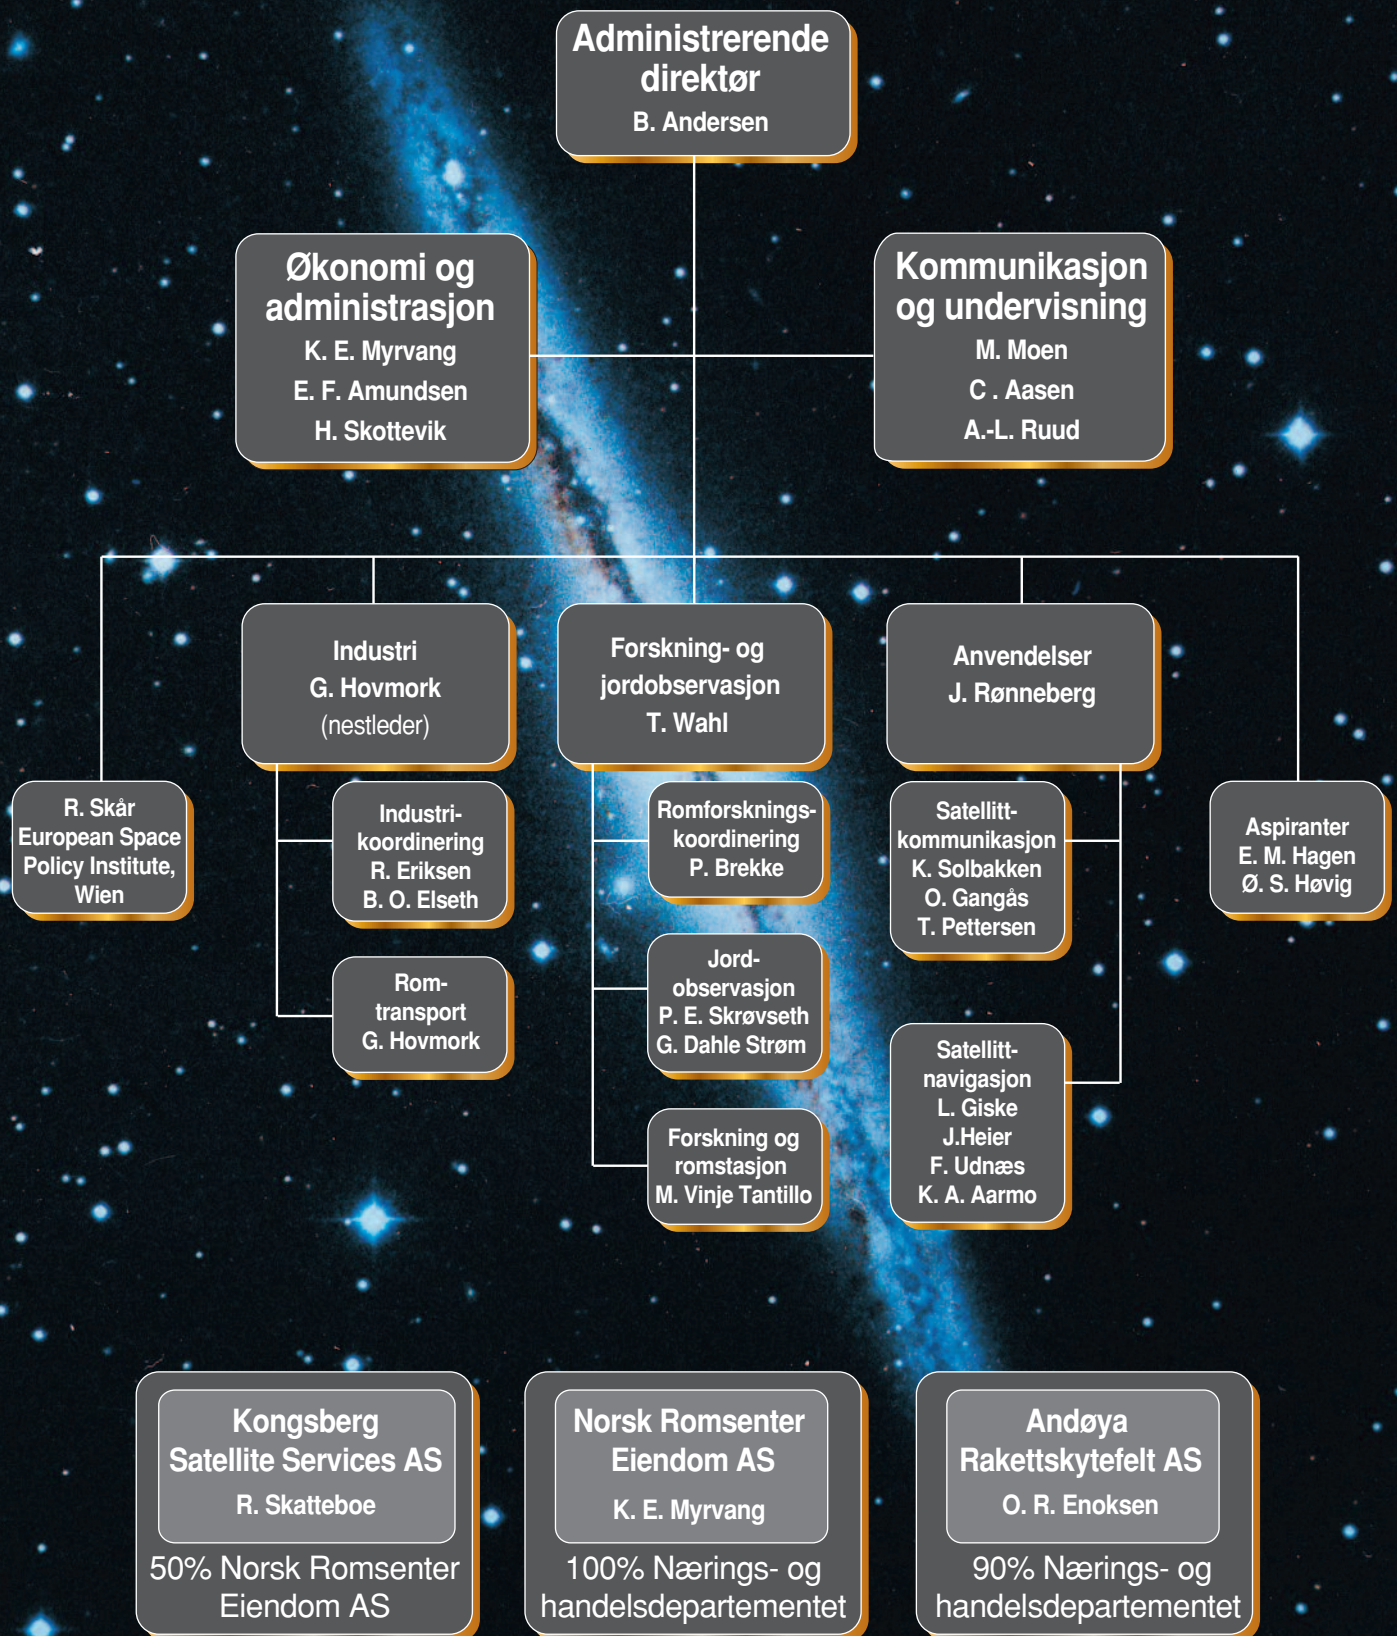 Administrerende
direktør
B. Andersen
Økonomi og
administrasjon
K. E. Myrvang
E. F. Amundsen
H. Skottevik
Kommunikasjon
og undervisning
M. Moen
C . Aasen
A.-L. Ruud
Industri
G. Hovmork
(nestleder)
Forskning- og
jordobservasjon
T. Wahl
Anvendelser
J. Rønneberg
R. Skår
European Space
Policy Institute,
Wien
Industri-
koordinering
R. Eriksen
B. O. Elseth
Rom-
transport
G. Hovmork
Romforsknings-
koordinering
P. Brekke
Jord-
observasjon
P. E. Skrøvseth
G. Dahle Strøm
Forskning og
romstasjon
M. Vinje Tantillo
Satellitt-
kommunikasjon
K. Solbakken
O. Gangås
T. Pettersen
Satellitt-
navigasjon
L. Giske
J.Heier
F. Udnæs
K. A. Aarmo
Aspiranter
E. M. Hagen
Ø. S. Høvig
Kongsberg
Satellite Services AS
R. Skatteboe
50% Norsk Romsenter
Eiendom AS
Norsk Romsenter
Eiendom AS
K. E. Myrvang
100% Nærings- og
handelsdepartementet
Andøya
Rakettskytefelt AS
O. R. Enoksen
90% Nærings- og
handelsdepartementet